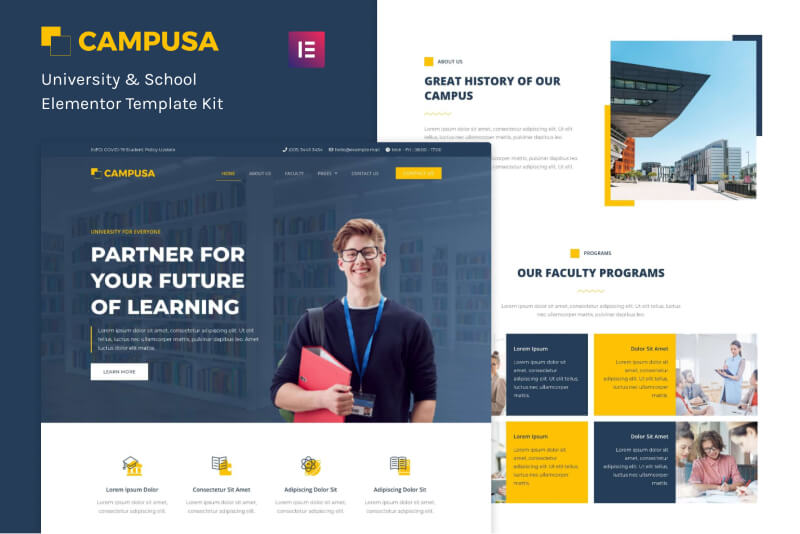 CAMPUSA
University & School
Elementor Template Kit
INFO: COVID-19 Student Policy Update
(001) 3443 3434
hello@example.mail
Mon - Fri : 08:00 - 17:00
CAMPUSA
HOME
ABOUT US
FACULTY
PAGES
CONTACT US
CONTACT US
UNIVERSITY FOR EVERYONE
PARTNER FOR
YOUR FUTURE
OF LEARNING
Lorem ipsum dolor sit amet, consectetur adipiscing elit. Ut elit
tellus, luctus nec ullamcorper mattis, pulvinar dapibus leo. Amet
luctus dolor elit mattis.
LEARN MORE
Lorem Ipsum Dolor
Lorem ipsum dolor sit amet,
consectetur adipiscing elit.
Consectetur Sit Amet
Lorem ipsum dolor sit amet,
consectetur adipiscing elit.
Adipiscing Dolor Sit
Lorem ipsum dolor sit amet,
consectetur adipiscing elit.
Adipiscing Dolor Sit
Lorem ipsum dolor sit amet,
consectetur adipiscing elit.
ABOUT US
GREAT HISTORY OF OUR
CAMPUS
Lorem ipsum dolor sit amet, consectetur adipiscing elit. Ut elit
tellus, luctus nec ullamcorper mattis, pulvinar dapibus leo.
mattis, pulvinar dapibus leo.
consectetur adipiscing elit. Ut elit
PROGRAMS
OUR FACULTY PROGRAMS
Lorem ipsum dolor sit amet, consectetur adipiscing elit. Ut elit tellus, luctus
nec ullamcorper mattis, pulvinar dapibus leo.
Lorem Ipsum
Lorem ipsum dolor sit
amet, consectetur
adipiscing elit. Ut elit tellus,
luctus nec ullamcorper
mattis.
Dolor Sit Amet
Lorem ipsum dolor sit
amet, consectetur
adipiscing elit. Ut elit tellus,
luctus nec ullamcorper
mattis.
Lorem Ipsum
Lorem ipsum dolor sit
amet, consectetur
adipiscing elit. Ut elit tellus,
luctus nec ullamcorper
mattis.
Dolor Sit Amet
Lorem ipsum dolor sit
amet, consectetur
adipiscing elit. Ut elit tellus,
luctus nec ullamcorper
mattis.